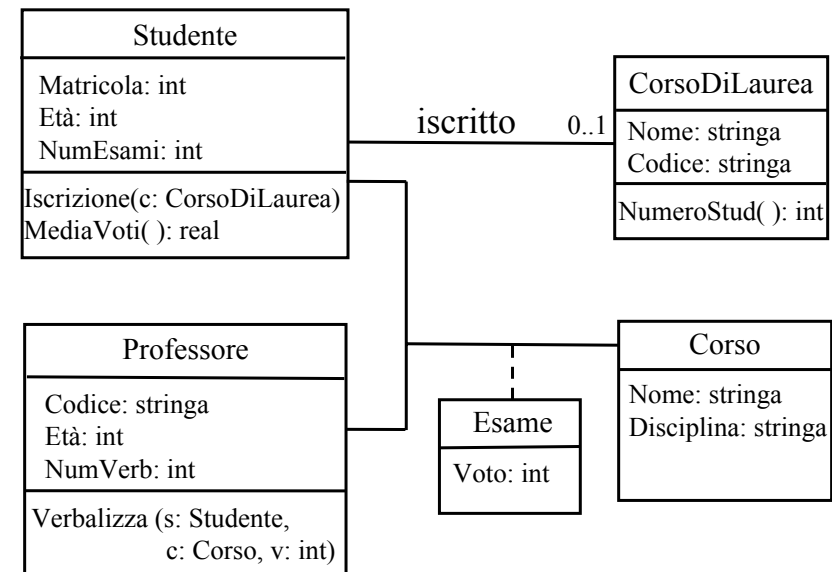 Studente
Matricola: int
Età: int
NumEsami: int
Iscrizione(c: CorsoDiLaurea)
MediaVoti( ): real
iscritto
0..1
CorsoDiLaurea
Nome: stringa
Codice: stringa
NumeroStud( ): int
Professore
Codice: stringa
Età: int
NumVerb: int
Verbalizza (s: Studente,
c: Corso, v: int)
Esame
Voto: int
Corso
Nome: stringa
Disciplina: stringa